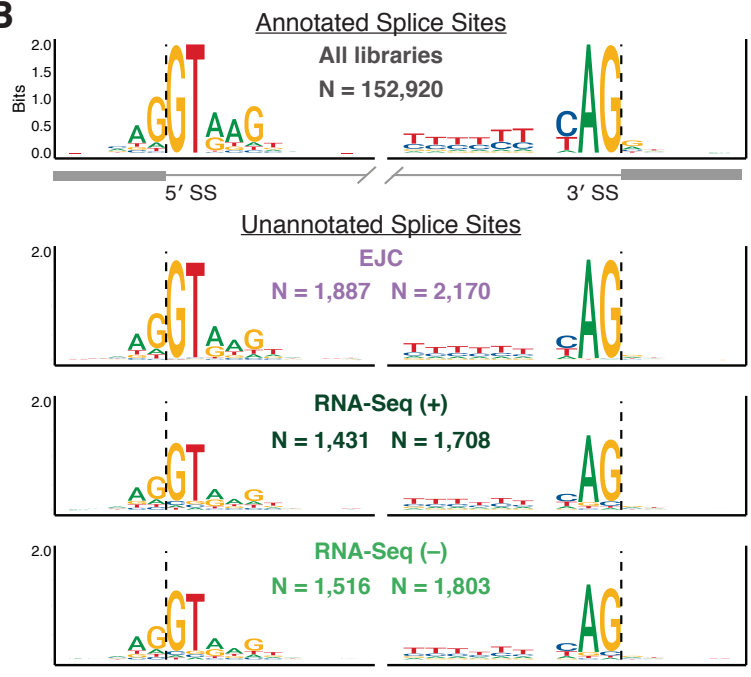 B
Annotated Splice Sites
All libraries
N = 152,920
Bits
2.0
1.5
1.0
0.5
0.0
A G G T A A G
A G
T T T T T T C A G
C C C C C C T
5′ SS
3′ SS
Unannotated Splice Sites
EJC
N = 1,887 N = 2,170
2.0
A G G T A A G
T T T T T T C A G
RNA-Seq (+)
N = 1,431 N = 1,708
2.0
A G G T A A G
T T T T T T C A G
RNA-Seq (–)
N = 1,516 N = 1,803
2.0
A G G T A A G
T T T T T T C A G